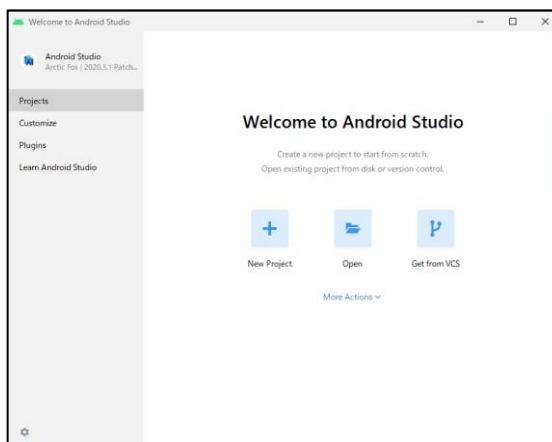 Welcome to Android Studio
Android Studio
Arctic Fox | 2020.3.1 Patch...
Projects
Customize
Plugins
Learn Android Studio
Welcome to Android Studio
Create a new project to start from scratch.
Open existing project from disk or version control.
New Project
Open
Get from VCS
More Actions